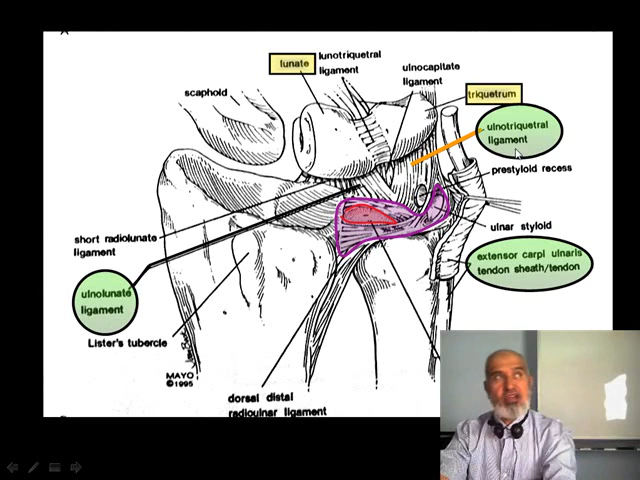 lunate
lunotriquetral
ligament
ulnocapitate
ligament
scaphoid
triquetrum
ulnotriquetral
ligament
prestyloid recess
ulnar styloid
short radiolunate
ligament
extensor carpi ulnaris
tendon sheath/tendon
ulnolunate
ligament
Lister's tubercle
MAYO
©1995
dorsal distal
radioulnar ligament